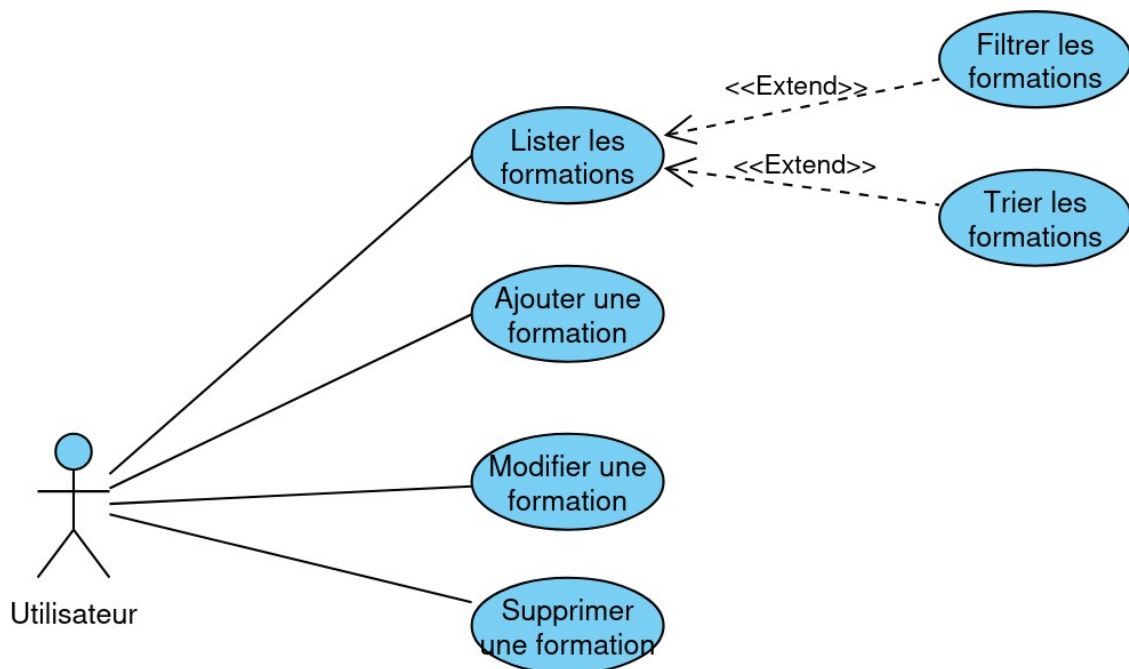 Filtrer les
formations
<<Extend>>
Lister les
formations
<<Extend>>
Trier les
formations
Ajouter une
formation
Modifier une
formation
Utilisateur
Supprimer
une formation